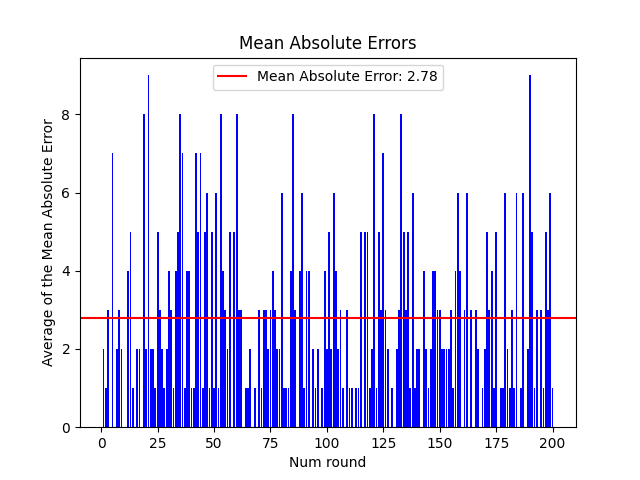 Mean Absolute Errors
Mean Absolute Error: 2.78
Average of the Mean Absolute Error
8
6
4
2
0
0 25 50 75 100 125 150 175 200
Num round